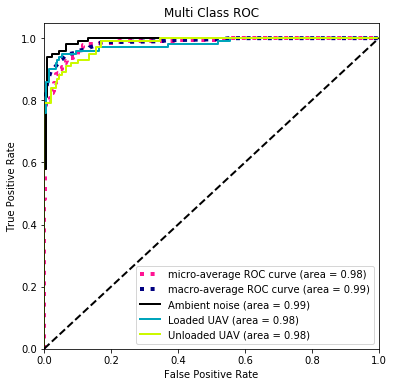 Multi Class ROC
True Positive Rate
1.0
0.8
0.6
0.4
0.2
0.0
micro-average ROC curve (area = 0.98)
macro-average ROC curve (area = 0.99)
Ambient noise (area = 0.99)
Loaded UAV (area = 0.98)
Unloaded UAV (area = 0.98)
0.0 0.2 0.4 0.6 0.8 1.0
False Positive Rate